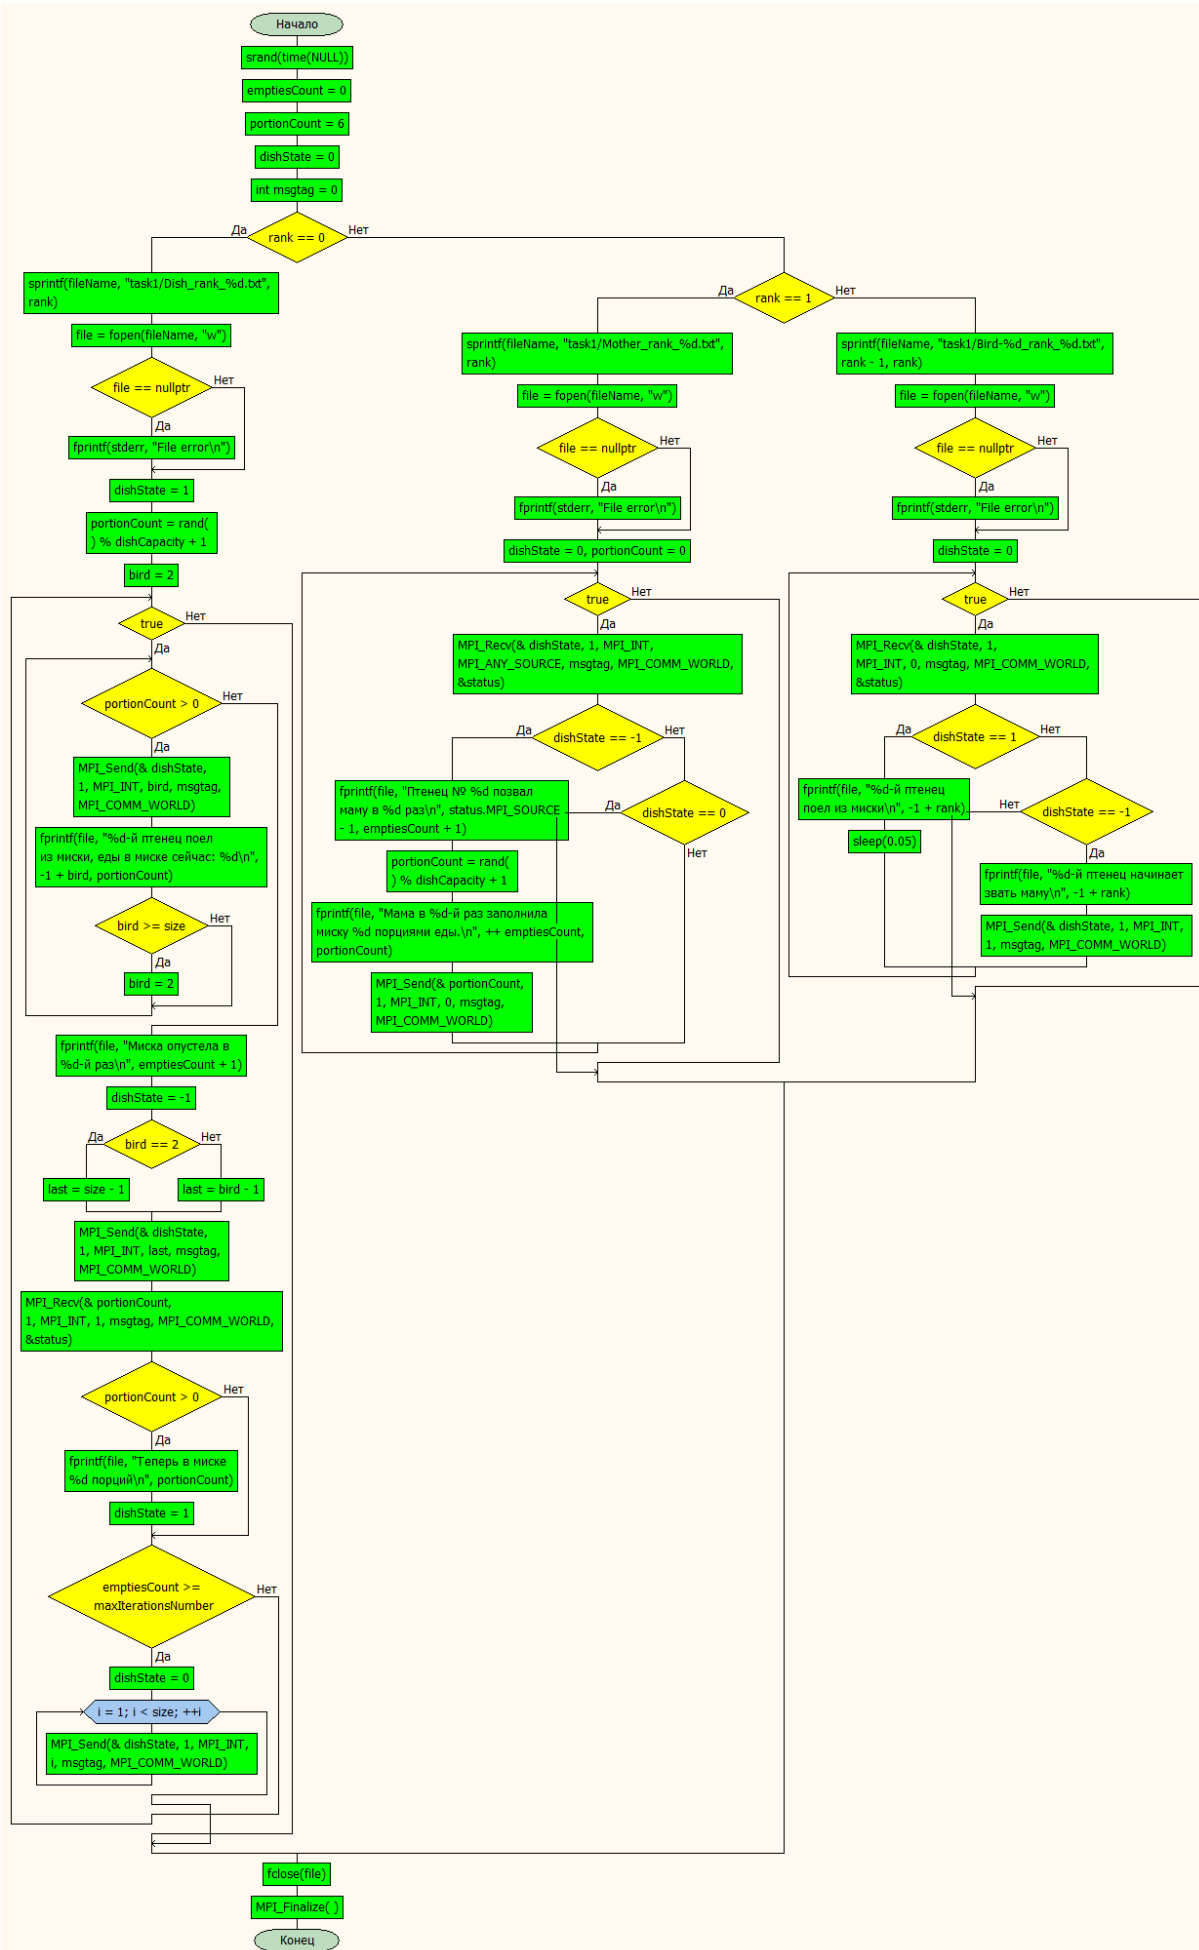 Начало
srand(time(NULL))
emptiesCount = 0
portionCount = 6
dishState = 0
int msgtag = 0
rank == 0
Да
Нет
sprintf(fileName, "task1/Dish_rank_%d.txt",
rank)
file = fopen(fileName, "w")
file == nullptr
Нет
Да
fprintf(stderr, "File error\n")
dishState = 1
portionCount = rand(
) % dishCapacity + 1
bird = 2
true
Нет
Да
portionCount > 0
Нет
Да
MPI_Send(& dishState,
1, MPI_INT, bird, msgtag,
MPI_COMM_WORLD)
fprintf(file, "%d-й птенец поел
из миски, еды в миске сейчас: %d\n",
-1 + bird, portionCount)
bird >= size
Нет
Да
bird = 2
fprintf(file, "Миска опустела в
%d-й раз\n", emptiesCount + 1)
dishState = -1
bird == 2
Да
Нет
last = size - 1
last = bird - 1
MPI_Send(& dishState,
1, MPI_INT, last, msgtag,
MPI_COMM_WORLD)
MPI_Recv(& portionCount,
1, MPI_INT, 1, msgtag, MPI_COMM_WORLD,
&status)
portionCount > 0
Нет
Да
fprintf(file, "Теперь в миске
%d порций\n", portionCount)
dishState = 1
emptiesCount >=
maxIterationsNumber
Нет
Да
dishState = 0
i = 1; i < size; ++i
MPI_Send(& dishState, 1, MPI_INT,
i, msgtag, MPI_COMM_WORLD)
rank == 1
Да
Нет
sprintf(fileName, "task1/Mother_rank_%d.txt",
rank)
file = fopen(fileName, "w")
file == nullptr
Нет
Да
fprintf(stderr, "File error\n")
dishState = 0, portionCount = 0
true
Нет
Да
MPI_Recv(& dishState, 1, MPI_INT,
MPI_ANY_SOURCE, msgtag, MPI_COMM_WORLD,
&status)
dishState == -1
Да
Нет
fprintf(file, "Птенец № %d позвал
маму в %d раз\n", status.MPI_SOURCE
- 1, emptiesCount + 1)
portionCount = rand(
) % dishCapacity + 1
fprintf(file, "Мама в %d-й раз заполнила
миску %d порциями еды.\n", ++ emptiesCount,
portionCount)
MPI_Send(& portionCount,
1, MPI_INT, 0, msgtag,
MPI_COMM_WORLD)
dishState == 0
Да
Нет
sprintf(fileName, "task1/Bird-%d_rank_%d.txt",
rank - 1, rank)
file = fopen(fileName, "w")
file == nullptr
Нет
Да
fprintf(stderr, "File error\n")
dishState = 0
true
Нет
Да
MPI_Recv(& dishState, 1,
MPI_INT, 0, msgtag, MPI_COMM_WORLD,
&status)
dishState == 1
Да
Нет
fprintf(file, "%d-й птенец
поел из миски\n", -1 + rank)
sleep(0.05)
dishState == -1
Нет
Да
fprintf(file, "%d-й птенец начинает
звать маму\n", -1 + rank)
MPI_Send(& dishState, 1, MPI_INT,
1, msgtag, MPI_COMM_WORLD)
fclose(file)
MPI_Finalize( )
Конец